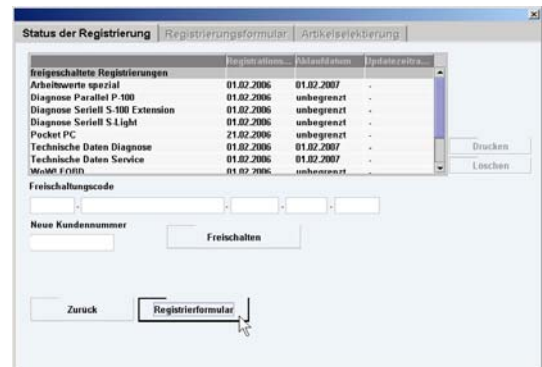 Status der Registrierung Registrierungsformular Artikelselektierung
Registrations... Ablaufdatum Updatezeitra...
freigeschaltete Registrierungen
Arbeitswerte spezial 01.02.2006 01.02.2007 -
Diagnose Parallel P-100 01.02.2006 unbegrenzt -
Diagnose Seriell S-100 Extension 01.02.2006 unbegrenzt -
Diagnose Seriell S-Light 01.02.2006 unbegrenzt -
Pocket PC 21.02.2006 unbegrenzt -
Technische Daten Diagnose 01.02.2006 01.02.2007 -
Technische Daten Service 01.02.2006 01.02.2007 -
WoW! FORD 01.02.2006 unbegrenzt -
Drucken
Löschen
Freischaltungscode
- - - -
Neue Kundennummer
Freischalten
Zurück Registrierformular